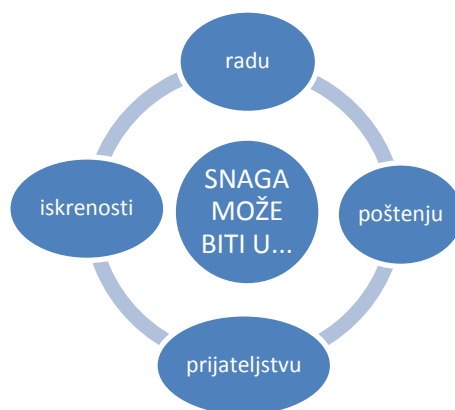 radu
iskrenosti
SNAGA
MOŽE
BITI U...
poštenju
prijateljstvu